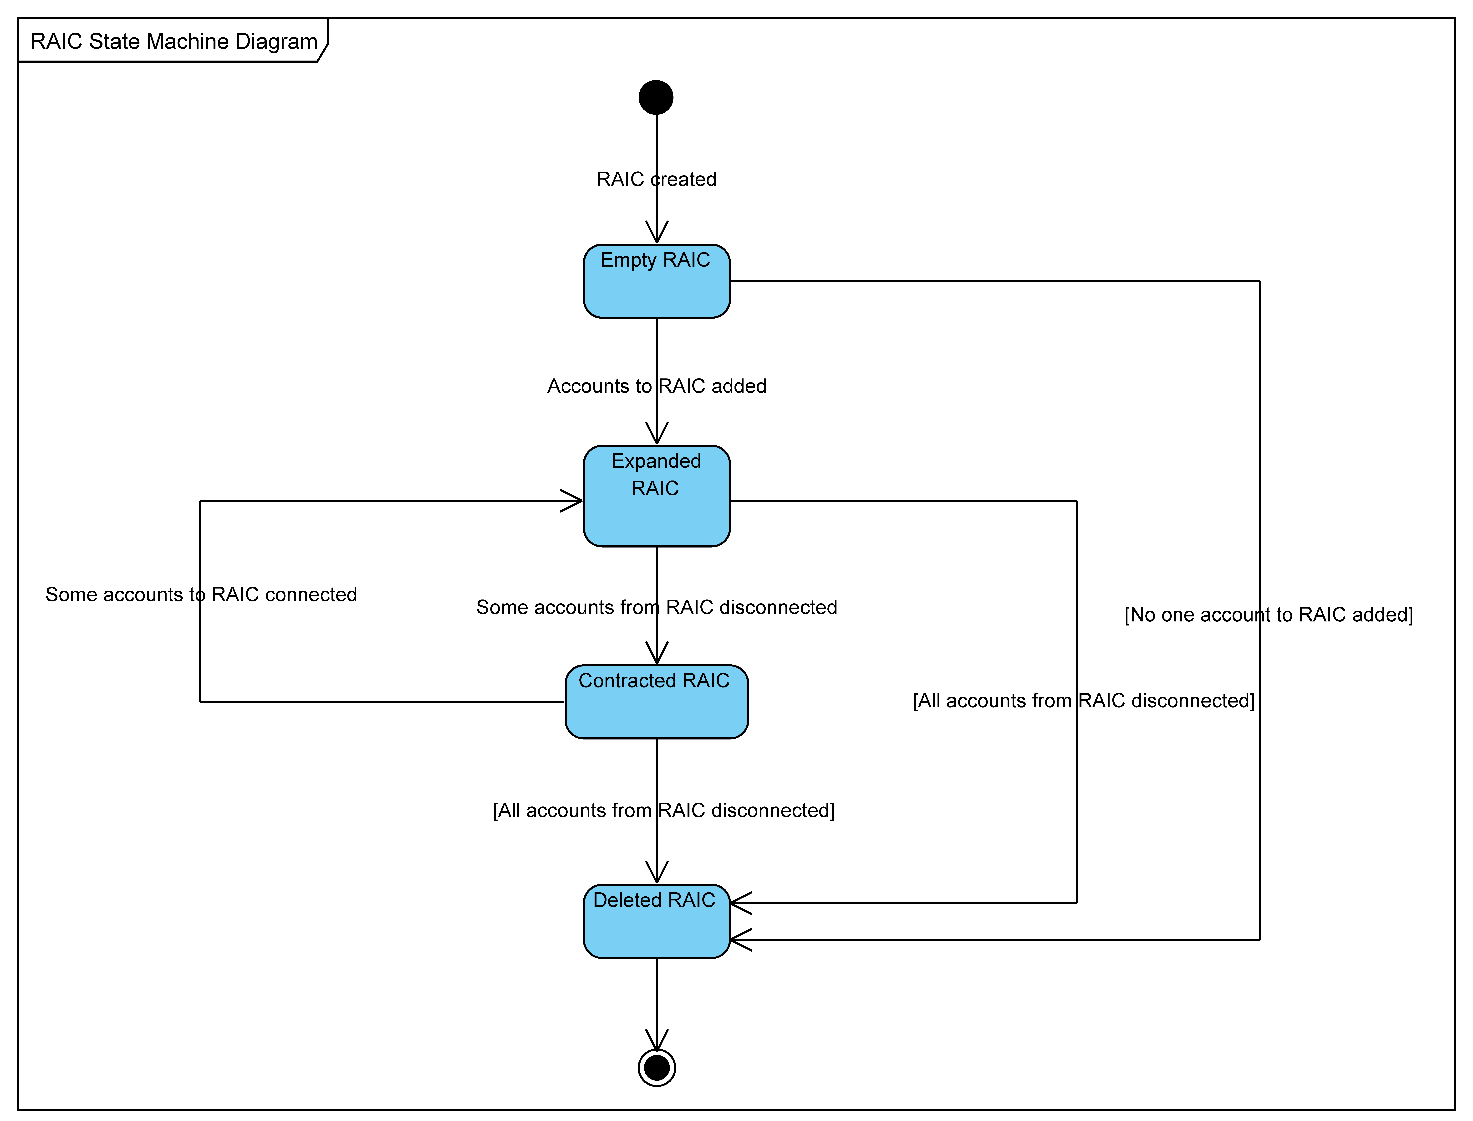 RAIC State Machine Diagram
RAIC created
Empty RAIC
Accounts to RAIC added
Expanded
RAIC
Some accounts to RAIC connected
Some accounts from RAIC disconnected
[No one account to RAIC added]
Contracted RAIC
[All accounts from RAIC disconnected]
[All accounts from RAIC disconnected]
Deleted RAIC